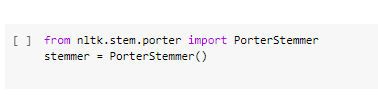 [ ] from nltk.stem.porter import PorterStemmer
stemmer = PorterStemmer()